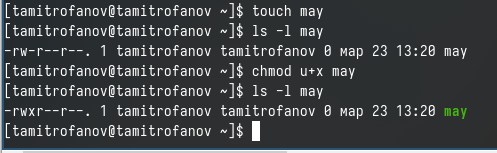 [tamitrofanov@tamitrofanov ~]$ touch may
[tamitrofanov@tamitrofanov ~]$ ls -l may
-rw-r--r--. 1 tamitrofanov tamitrofanov 0 мар 23 13:20 may
[tamitrofanov@tamitrofanov ~]$ chmod u+x may
[tamitrofanov@tamitrofanov ~]$ ls -l may
-rwxr--r--. 1 tamitrofanov tamitrofanov 0 мар 23 13:20 may
[tamitrofanov@tamitrofanov ~]$